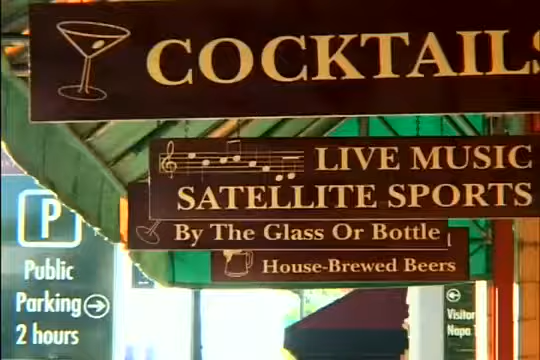 COCKTAILS
LIVE MUSIC
SATELLITE SPORTS
By The Glass Or Bottle
House-Brewed Beers
P
Public
Parking
2 hours
Visitor
Napa